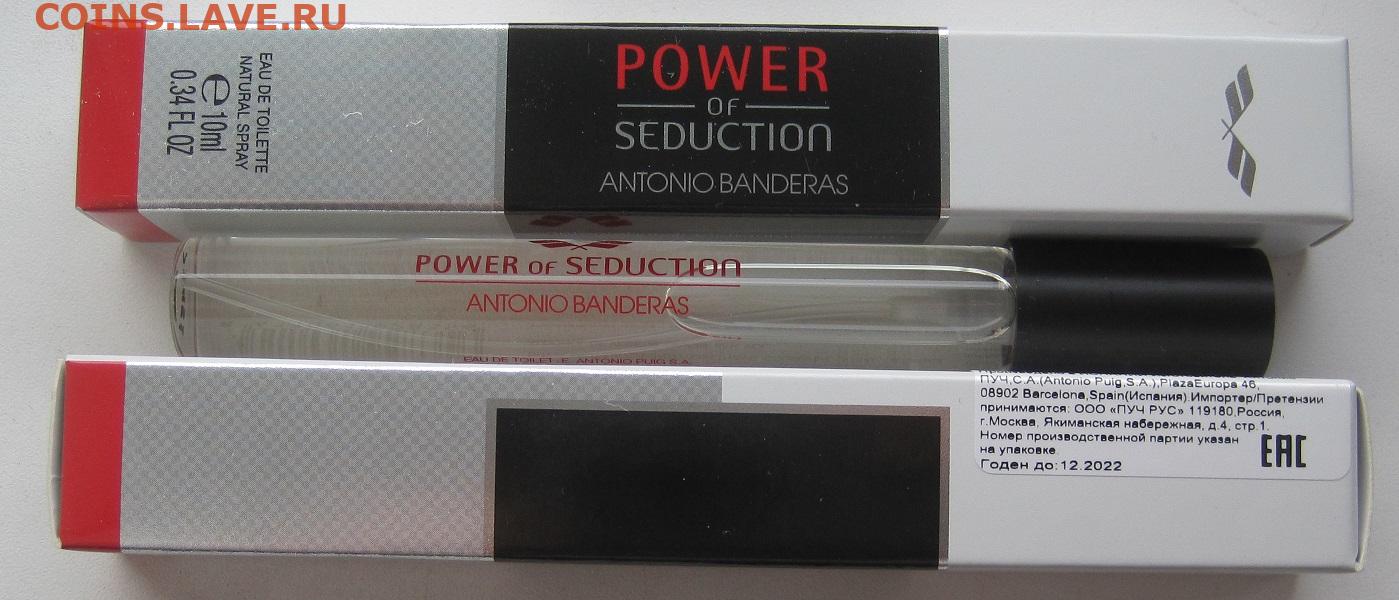 COINS.LAVE.RU
EAU DE TOILETTE
NATURAL SPRAY
℮ 10ml
0.34 FL OZ
POWER
OF
SEDUCTION
ANTONIO BANDERAS
POWER OF SEDUCTION
ANTONIO BANDERAS
EAU DE TOILET E ANTONIO PUIG S.A.
ПУЧ,С.А.(Antonio Puig,S.A.),PlazaEuropa 46,
08902 Barcelona,Spain(Испания).Импортер/Претензии
принимаются: ООО «ПУЧ РУС» 119180,Россия,
г.Москва, Якиманская набережная, д.4, стр.1.
Номер производственной партии указан
на упаковке.
Годен до:12.2022
EAC